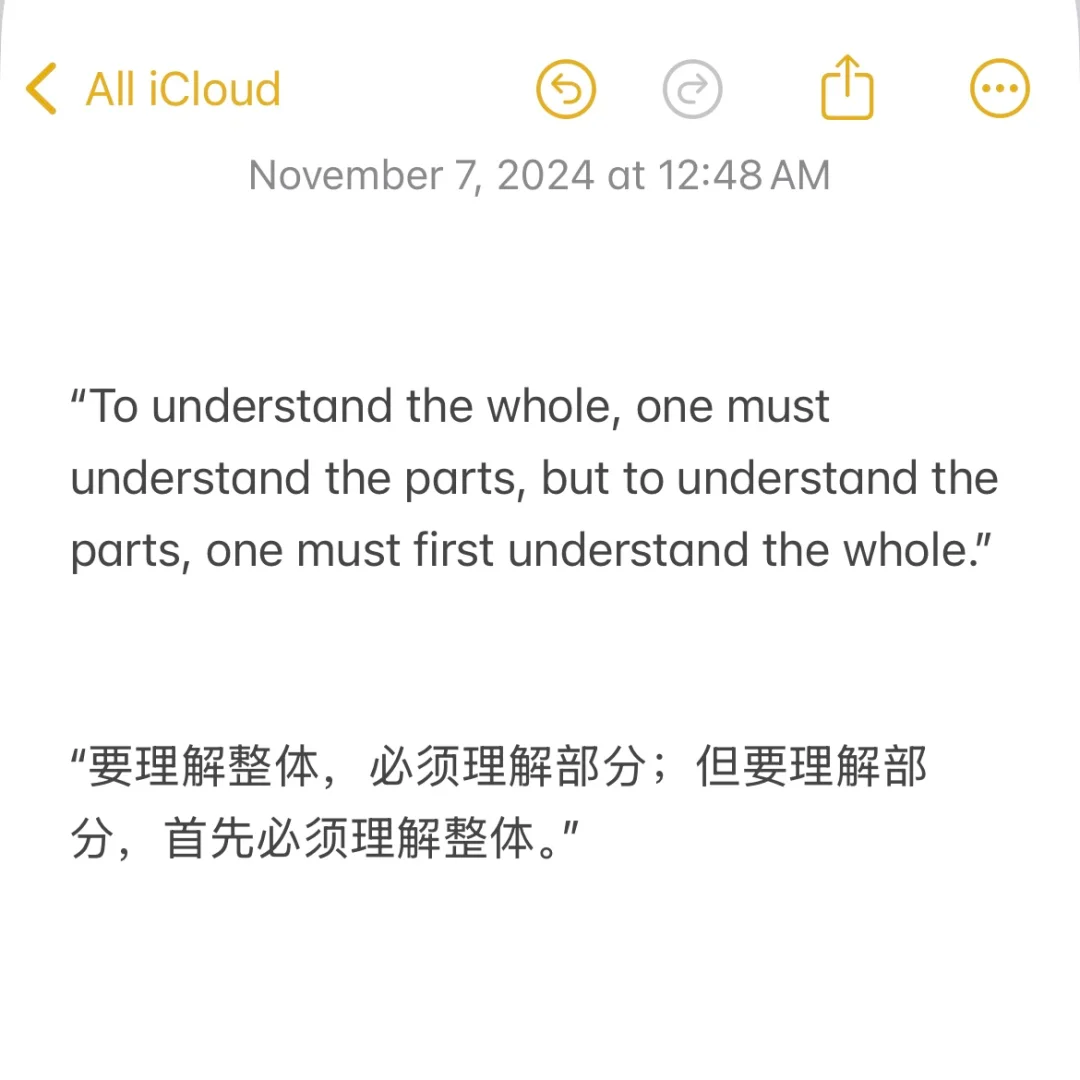 All iCloud
November 7, 2024 at 12:48 AM
“To understand the whole, one must
understand the parts, but to understand the
parts, one must first understand the whole.”
“要理解整体，必须理解部分；但要理解部
分，首先必须理解整体。”